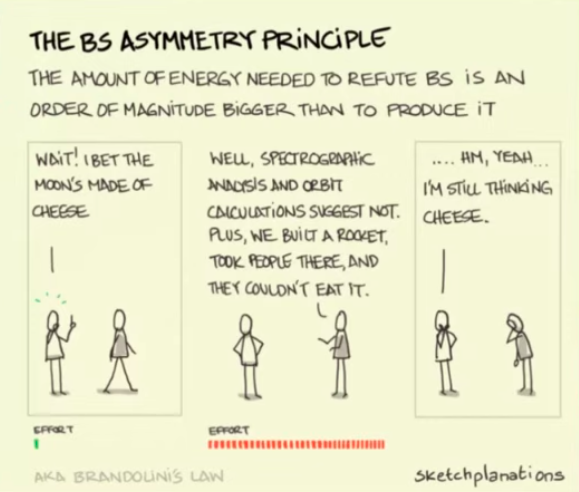 THE BS ASYMMETRY PRINCIPLE
THE AMOUNT OF ENERGY NEEDED TO REFUTE BS IS AN
ORDER OF MAGNITUDE BIGGER THAN TO PRODUCE IT
WAIT! I BET THE
MOON'S MADE OF
CHEESE
WELL, SPECTROGRAPHIC
ANALYSIS AND ORBIT
CALCULATIONS SUGGEST NOT.
PLUS, WE BUILT A ROCKET,
TOOK PEOPLE THERE, AND
THEY COULDN'T EAT IT.
.... HM, YEAH...
I'M STILL THINKING
CHEESE.
EFFORT
EFFORT
AKA BRANDOLINI'S LAW
sketchplanations